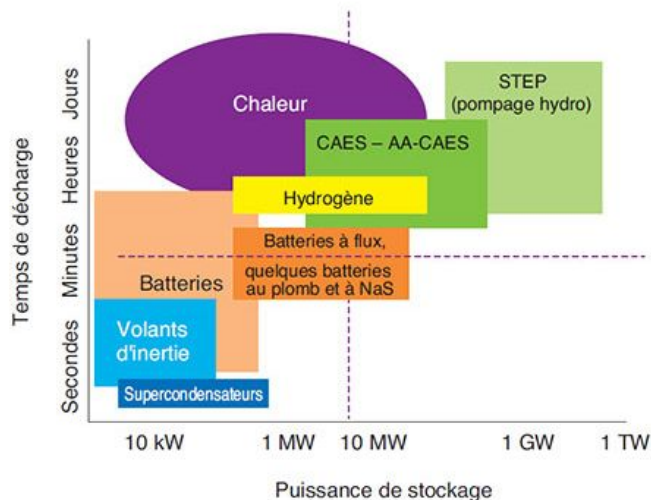 Temps de décharge
Jours
Heures
Minutes
Secondes
Chaleur
STEP
(pompage hydro)
CAES – AA-CAES
Hydrogène
Batteries à flux,
quelques batteries
au plomb et à NaS
Batteries
Volants
d'inertie
Supercondensateurs
10 kW
1 MW
10 MW
1 GW
1 TW
Puissance de stockage